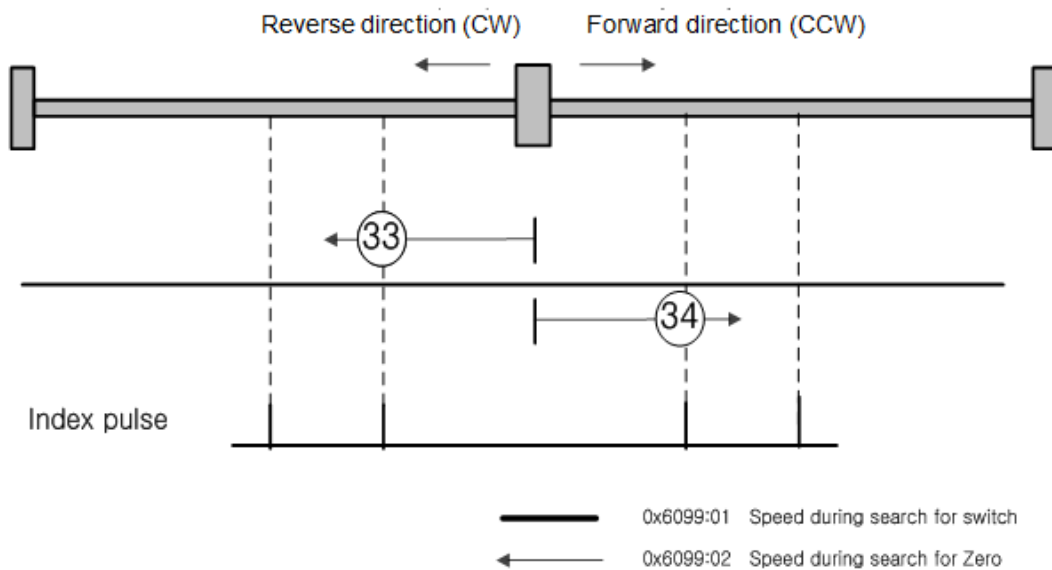 Reverse direction (CW) Forward direction (CCW)
33
34
Index pulse
0x6099:01 Speed during search for switch
0x6099:02 Speed during search for Zero